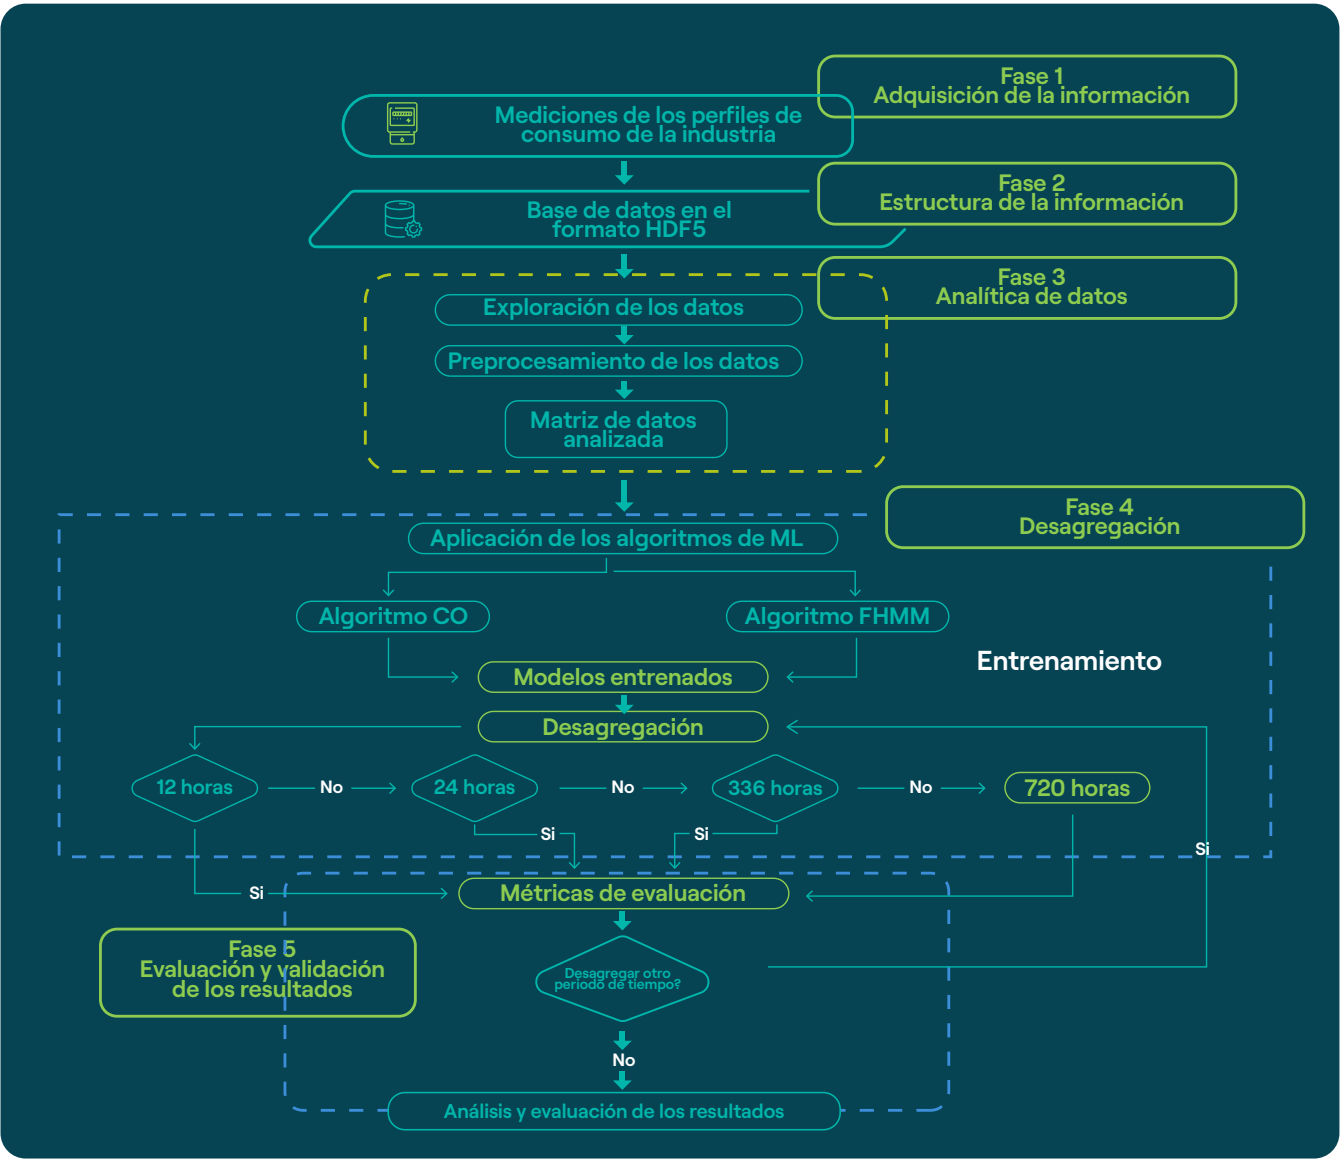 Fase 1
Adquisición de la información
Mediciones de los perfiles de
consumo de la industria
Fase 2
Estructura de la información
Base de datos en el
formato HDF5
Fase 3
Analítica de datos
Exploración de los datos
Preprocesamiento de los datos
Matriz de datos
analizada
Fase 4
Desagregación
Aplicación de los algoritmos de ML
Algoritmo CO
Algoritmo FHMM
Entrenamiento
Modelos entrenados
Desagregación
12 horas
No
24 horas
No
336 horas
No
720 horas
Si
Si
Si
Si
Métricas de evaluación
Fase 5
Evaluación y validación
de los resultados
Desagregar otro
periodo de tiempo?
No
Análisis y evaluación de los resultados